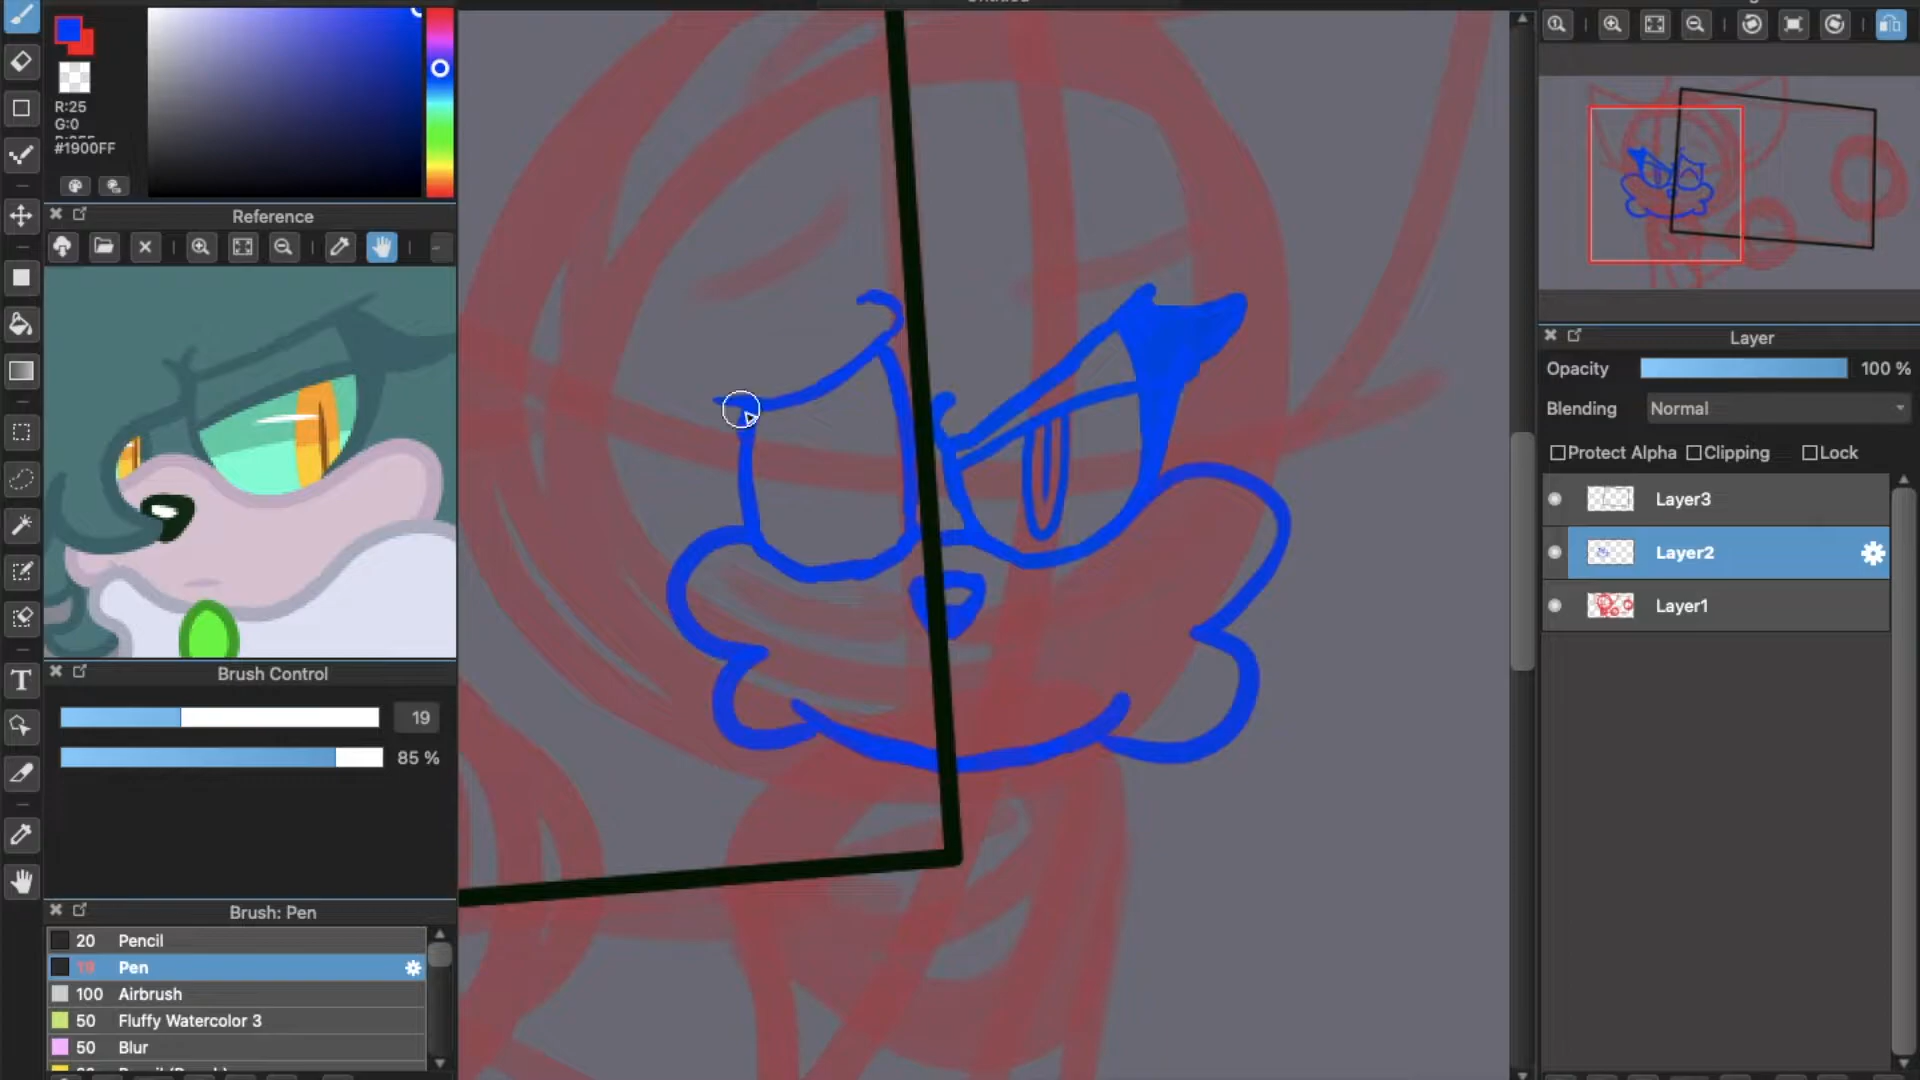 R:25
G:0
#1900FF
Reference
Brush Control
19
85 %
Brush: Pen
20 Pencil
19 Pen
100 Airbrush
50 Fluffy Watercolor 3
50 Blur
Layer
Opacity 100 %
Blending Normal
Protect Alpha Clipping Lock
Layer3
Layer2
Layer1